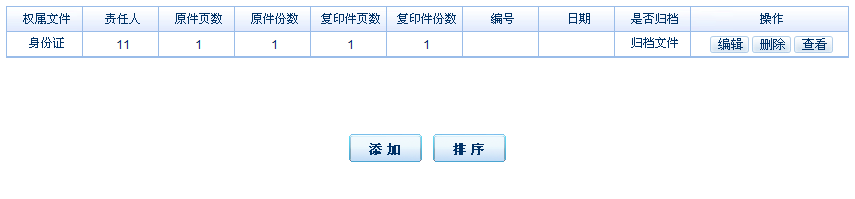 权属文件 责任人 原件页数 原件份数 复印件页数 复印件份数 编号 日期 是否归档 操作
身份证 11 1 1 1 1 归档文件 编辑 删除 查看
添 加 排 序